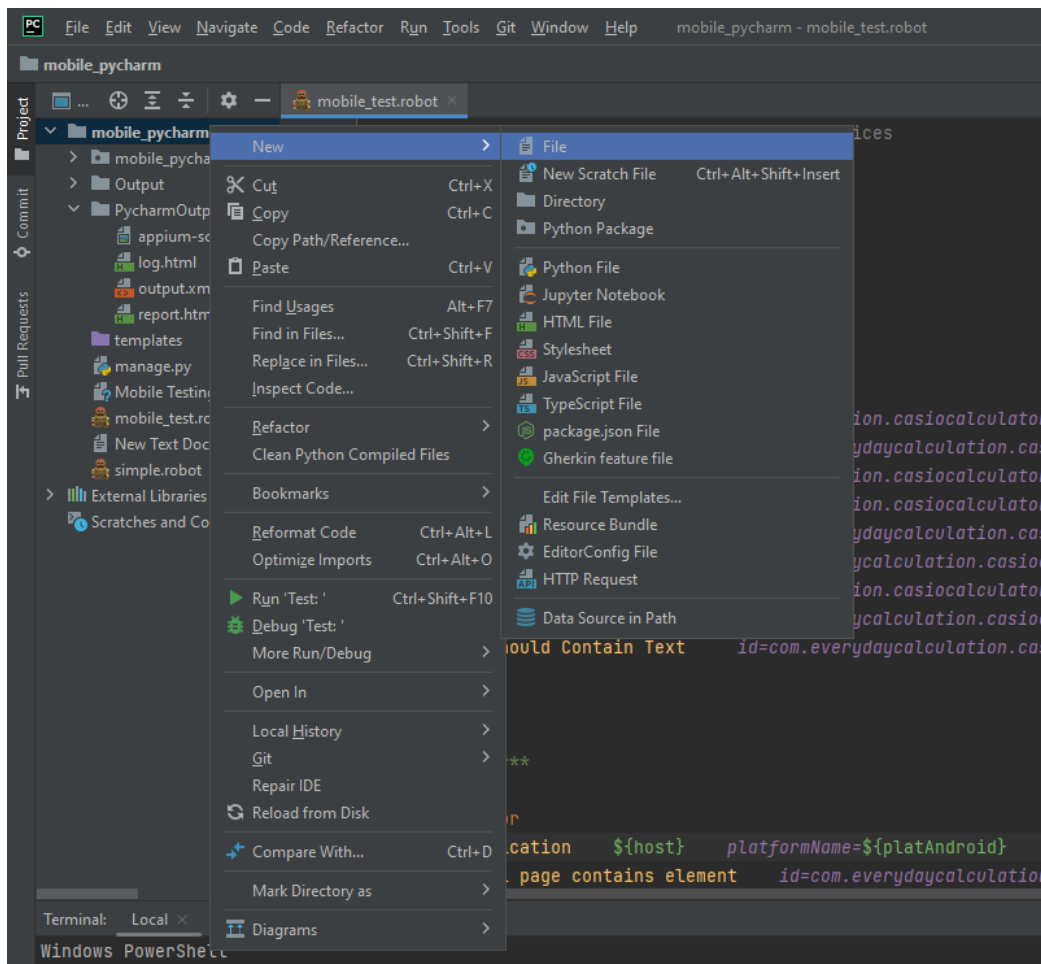 PC File Edit View Navigate Code Refactor Run Tools Git Window Help mobile_pycharm - mobile_test.robot
mobile_pycharm
Project
Commit
Pull Requests
... mobile_test.robot
mobile_pycharm
mobile_pycha
Output
PycharmOutp
appium-sc
log.html
output.xm
report.htm
templates
manage.py
Mobile Testing
mobile_test.ro
New Text Doc
simple.robot
External Libraries
Scratches and Co
New
Cut Ctrl+X
Copy Ctrl+C
Copy Path/Reference...
Paste Ctrl+V
Find Usages Alt+F7
Find in Files... Ctrl+Shift+F
Replace in Files... Ctrl+Shift+R
Inspect Code...
Refactor
Clean Python Compiled Files
Bookmarks
Reformat Code Ctrl+Alt+L
Optimize Imports Ctrl+Alt+O
Run 'Test: ' Ctrl+Shift+F10
Debug 'Test: '
More Run/Debug
Open In
Local History
Git
Repair IDE
Reload from Disk
Compare With... Ctrl+D
Mark Directory as
Diagrams
File
New Scratch File Ctrl+Alt+Shift+Insert
Directory
Python Package
Python File
Jupyter Notebook
HTML File
Stylesheet
JavaScript File
TypeScript File
package.json File
Gherkin feature file
Edit File Templates...
Resource Bundle
EditorConfig File
HTTP Request
Data Source in Path
ices
ion.casiocalculato
ydaycalculation.ca
ion.casiocalculato
ion.casiocalculato
ydaycalculation.ca
ycalculation.casio
ion.casiocalculato
ycalculation.casio
ould Contain Text id=com.everydaycalculation.ca
**
or
cation ${host} platformName=${platAndroid}
page contains element id=com.everydaycalculatio
Terminal: Local
Windows PowerShell